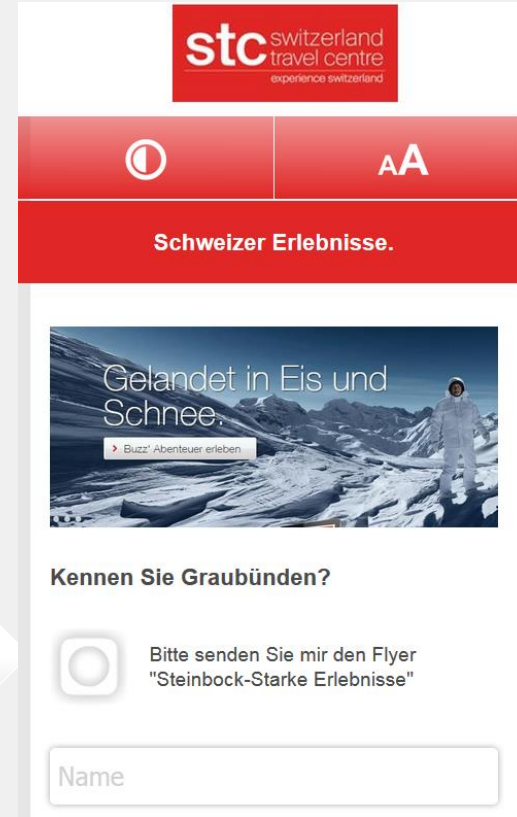 stc switzerland
travel centre
experience switzerland
AA
Schweizer Erlebnisse.
Gelandet in Eis und
Schnee.
Buzz' Abenteuer erleben
Kennen Sie Graubünden?
Bitte senden Sie mir den Flyer
"Steinbock-Starke Erlebnisse"
Name